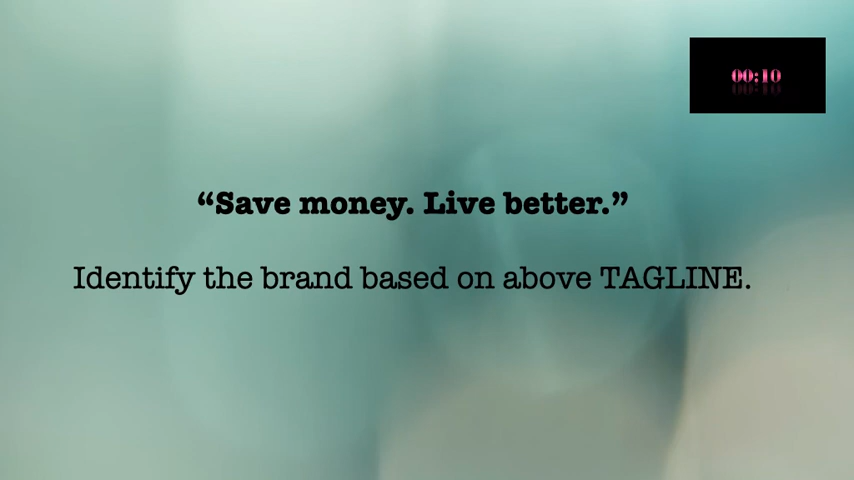 00:10
“Save money. Live better.”
Identify the brand based on above TAGLINE.